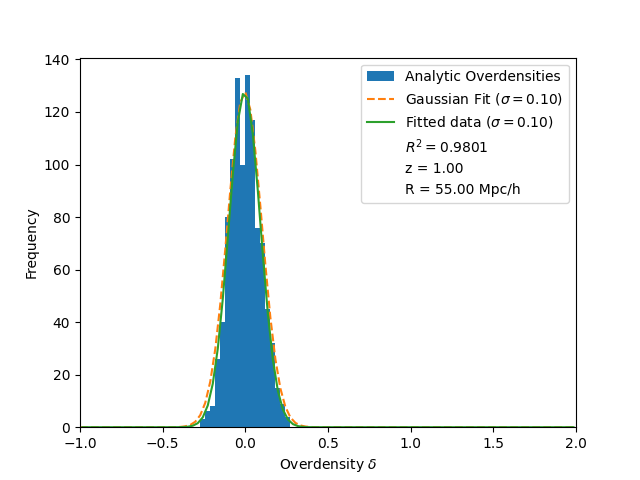 140
120
100
80
60
40
20
0
Frequency
−1.0 −0.5 0.0 0.5 1.0 1.5 2.0
Overdensity δ
Analytic Overdensities
Gaussian Fit (σ = 0.10)
Fitted data (σ = 0.10)
R² = 0.9801
z = 1.00
R = 55.00 Mpc/h